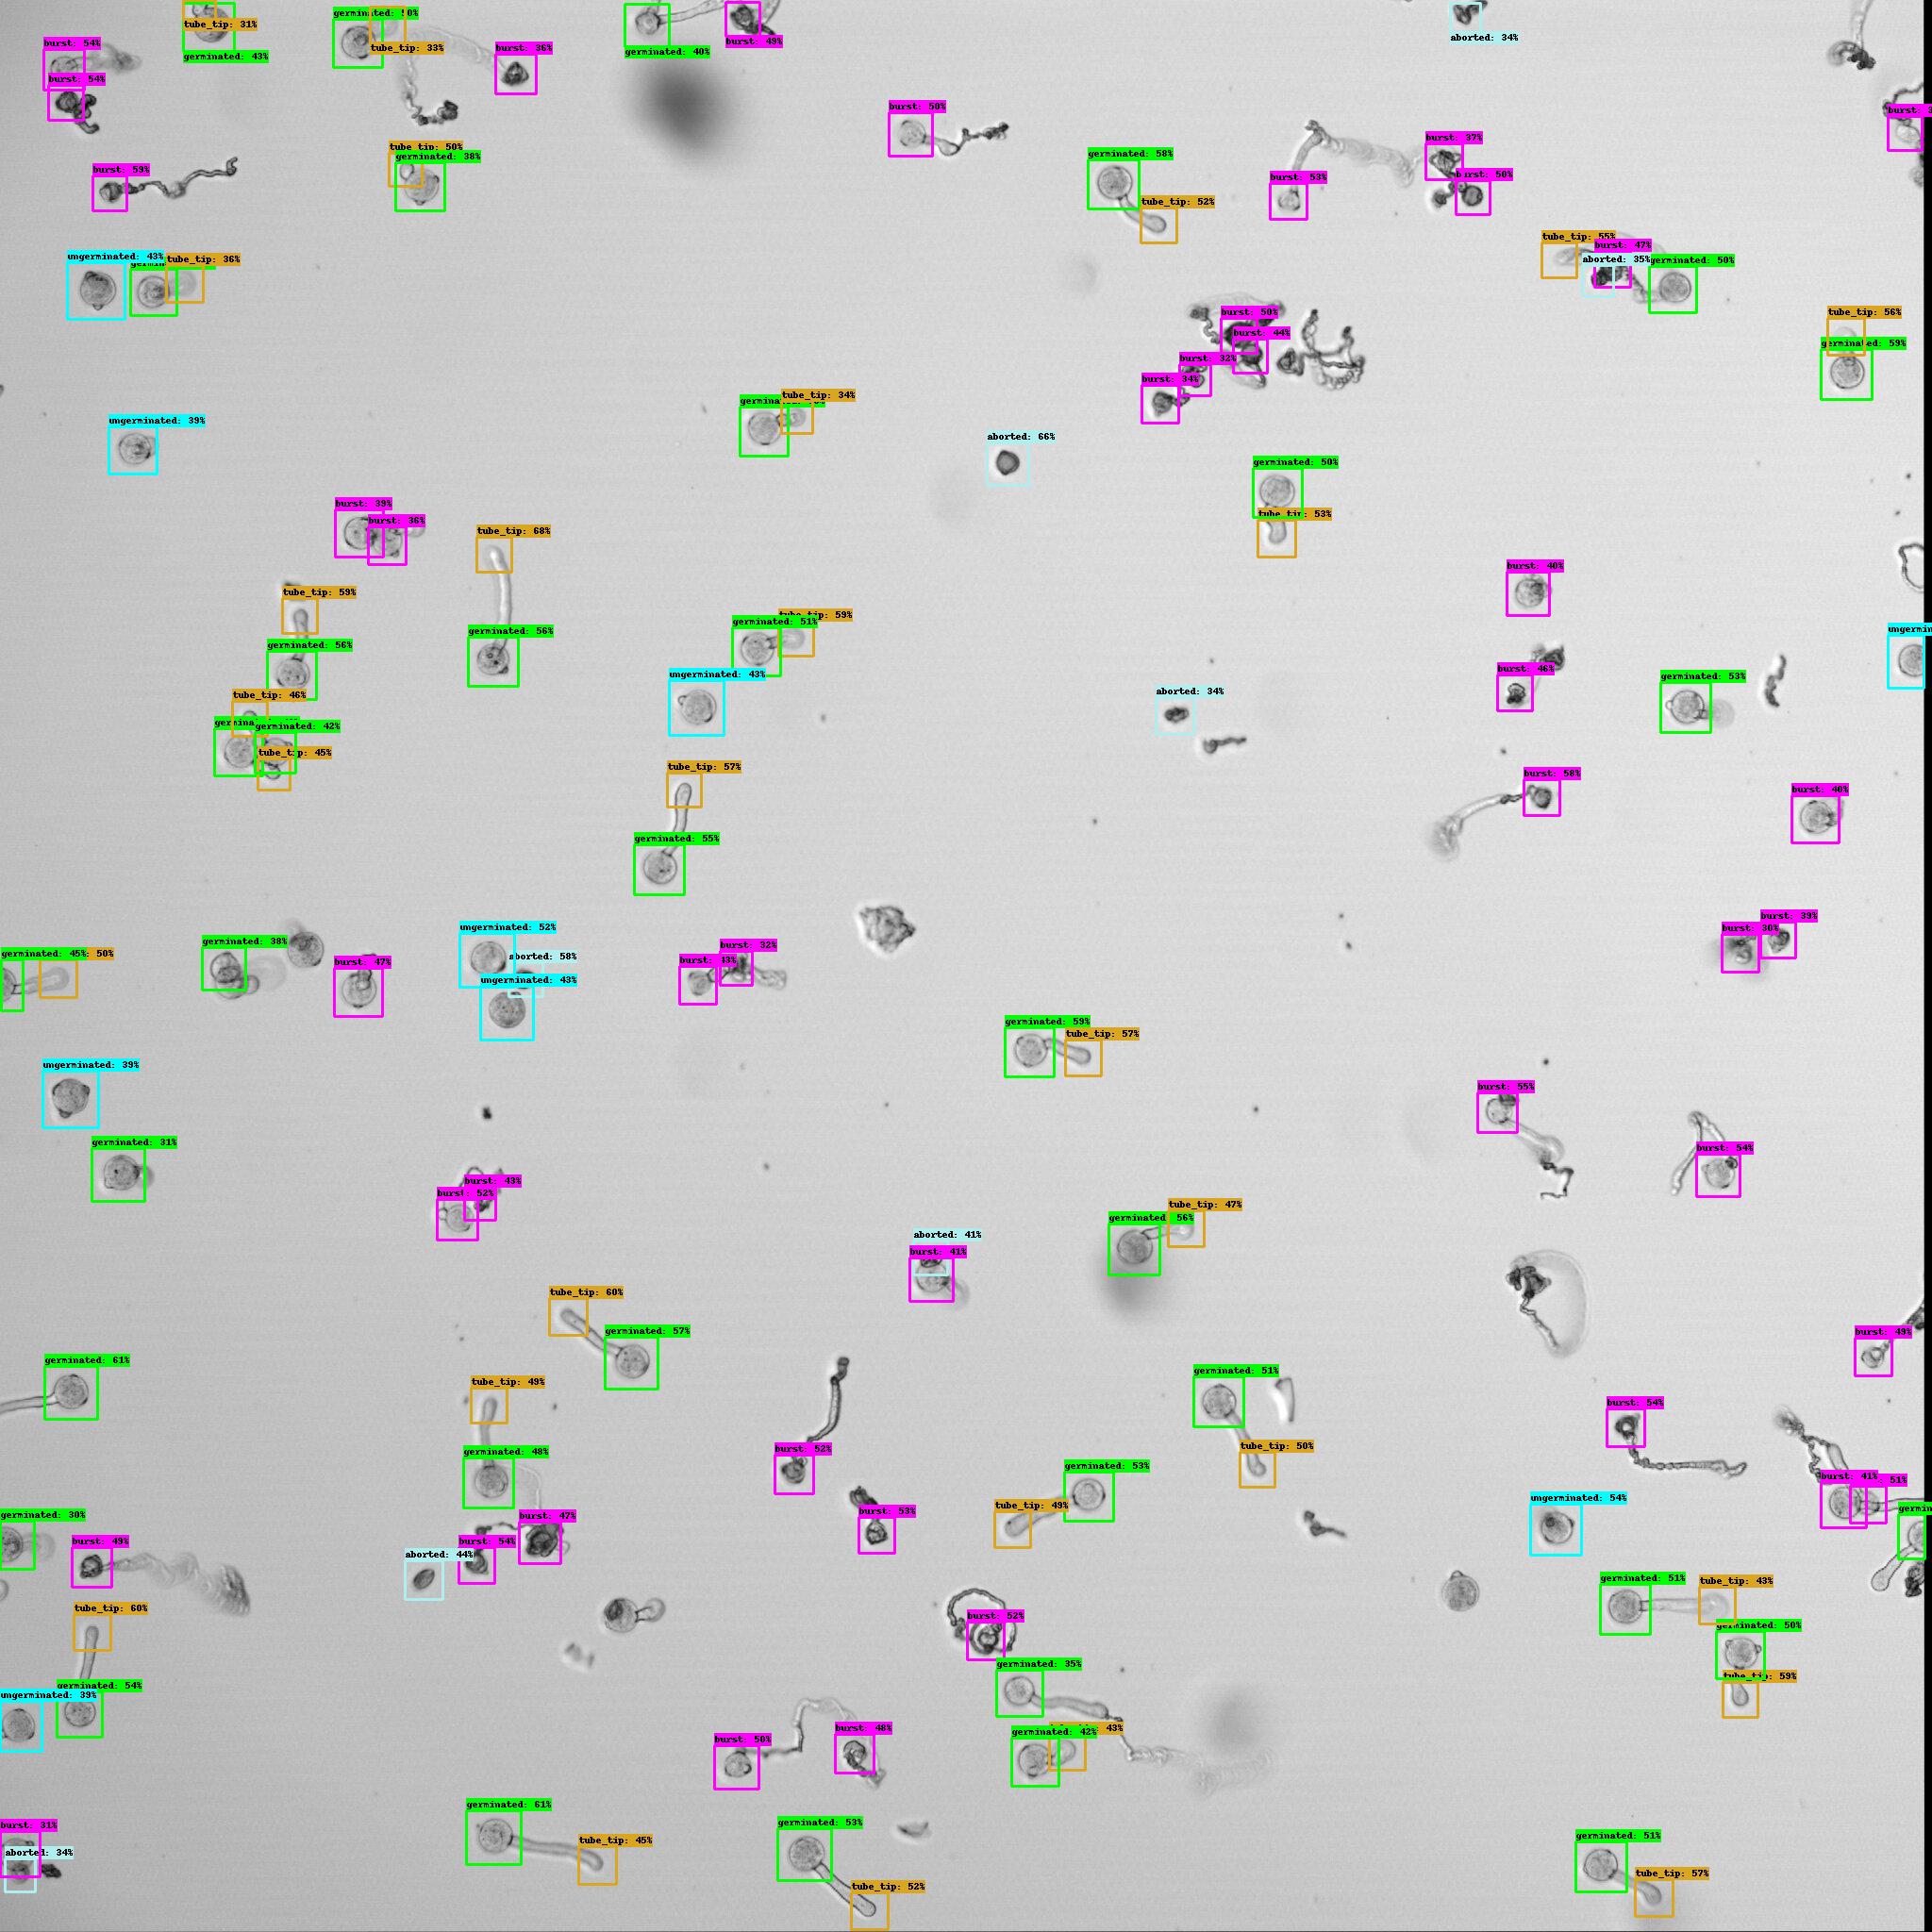 tube_tip: 31%
germinated: 43%
germinated: 50%
tube_tip: 33%
burst: 54%
burst: 54%
burst: 36%
germinated: 40%
burst: 49%
aborted: 34%
burst: 50%
burst:
burst: 59%
tube_tip: 50%
germinated: 38%
germinated: 58%
tube_tip: 52%
burst: 53%
burst: 37%
burst: 50%
ungerminated: 43%
tube_tip: 36%
tube_tip: 55%
burst: 47%
aborted: 35%
germinated: 50%
tube_tip: 56%
germinated: 59%
burst: 50%
burst: 44%
burst: 32%
burst: 34%
tube_tip: 34%
ungerminated: 39%
aborted: 66%
germinated: 50%
tube_tip: 53%
burst: 39%
burst: 36%
tube_tip: 68%
burst: 40%
tube_tip: 59%
germinated: 56%
germinated: 56%
tube_tip: 59%
germinated: 51%
ungerminated: 43%
ungermin
burst: 46%
germinated: 53%
aborted: 34%
tube_tip: 46%
germinated: 42%
tube_tip: 45%
tube_tip: 57%
burst: 58%
burst: 40%
germinated: 55%
burst: 39%
burst: 30%
ungerminated: 52%
aborted: 58%
ungerminated: 43%
germinated: 45%
50%
germinated: 38%
burst: 47%
burst: 32%
burst: 43%
germinated: 59%
tube_tip: 57%
ungerminated: 39%
germinated: 31%
burst: 55%
burst: 54%
burst: 43%
burst: 52%
tube_tip: 47%
germinated: 56%
aborted: 41%
burst: 41%
tube_tip: 60%
germinated: 57%
burst: 49%
germinated: 61%
tube_tip: 49%
germinated: 51%
burst: 54%
germinated: 48%
burst: 52%
tube_tip: 50%
germinated: 53%
tube_tip: 49%
burst: 41%
51%
ungerminated: 54%
germin
germinated: 30%
burst: 49%
burst: 47%
burst: 54%
aborted: 44%
burst: 53%
germinated: 51%
tube_tip: 43%
germinated: 50%
tube_tip: 59%
tube_tip: 60%
germinated: 54%
ungerminated: 39%
burst: 52%
germinated: 35%
43%
germinated: 42%
burst: 50%
burst: 48%
germinated: 61%
tube_tip: 45%
germinated: 53%
tube_tip: 52%
burst: 31%
aborted: 34%
germinated: 51%
tube_tip: 57%